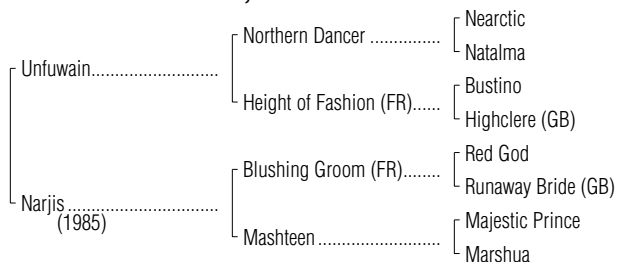 Nearctic
Northern Dancer ...............
Natalma
Unfuwain...........................
Bustino
Height of Fashion (FR)......
Highclere (GB)
Red God
Blushing Groom (FR)........
Runaway Bride (GB)
Narjis ................................
(1985)
Majestic Prince
Mashteen ..........................
Marshua